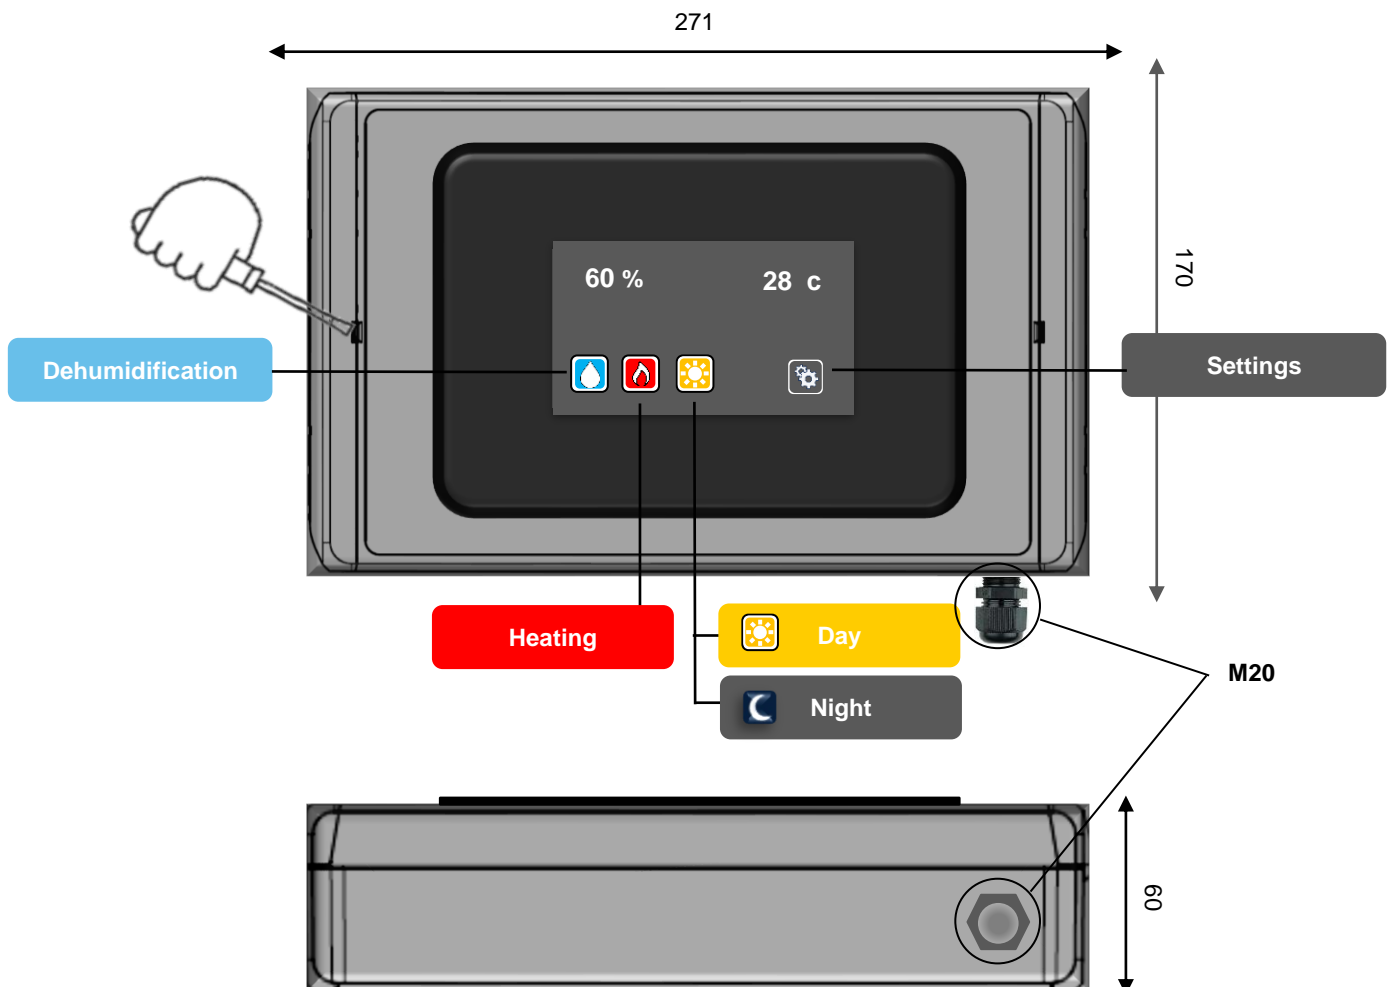 271
170
60 %
28 c
Dehumidification
Settings
Heating
Day
Night
M20
60